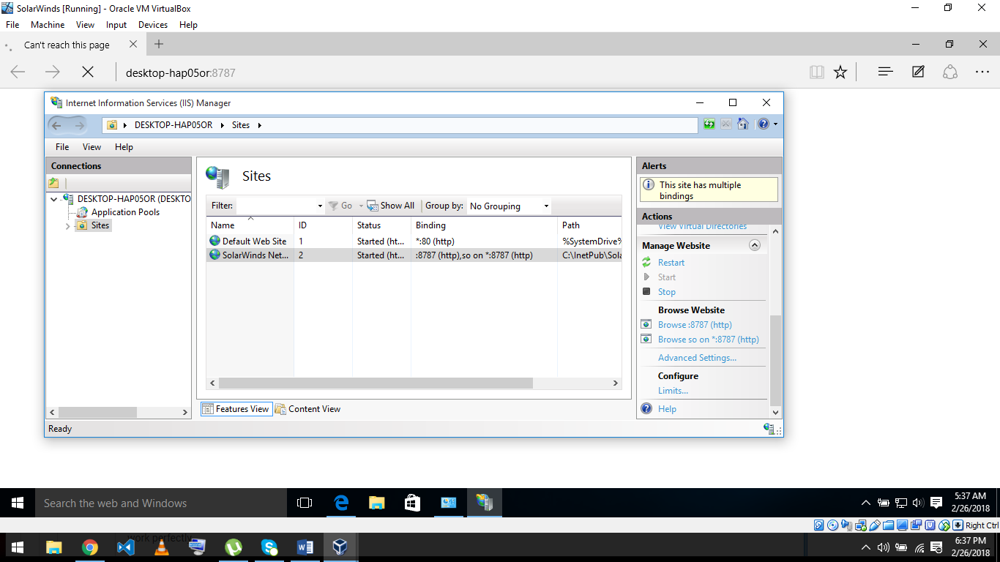 SolarWinds [Running] - Oracle VM VirtualBox
File Machine View Input Devices Help
Can't reach this page
desktop-hap05or:8787
Internet Information Services (IIS) Manager
DESKTOP-HAP05OR Sites
File View Help
Connections
DESKTOP-HAP05OR (DESKTO
Application Pools
Sites
Sites
Filter: Go Show All Group by: No Grouping
Name ID Status Binding Path
Default Web Site 1 Started (ht... *:80 (http) %SystemDrive%
SolarWinds Net... 2 Started (ht... :8787 (http),so on *:8787 (http) C:\InetPub\Sola
Features View Content View
Ready
Alerts
This site has multiple
bindings
Actions
View Virtual Directories
Manage Website
Restart
Start
Stop
Browse Website
Browse :8787 (http)
Browse so on *:8787 (http)
Advanced Settings...
Configure
Limits...
Help
Search the web and Windows
5:37 AM
2/26/2018
Right Ctrl
work perfectly
6:37 PM
2/26/2018